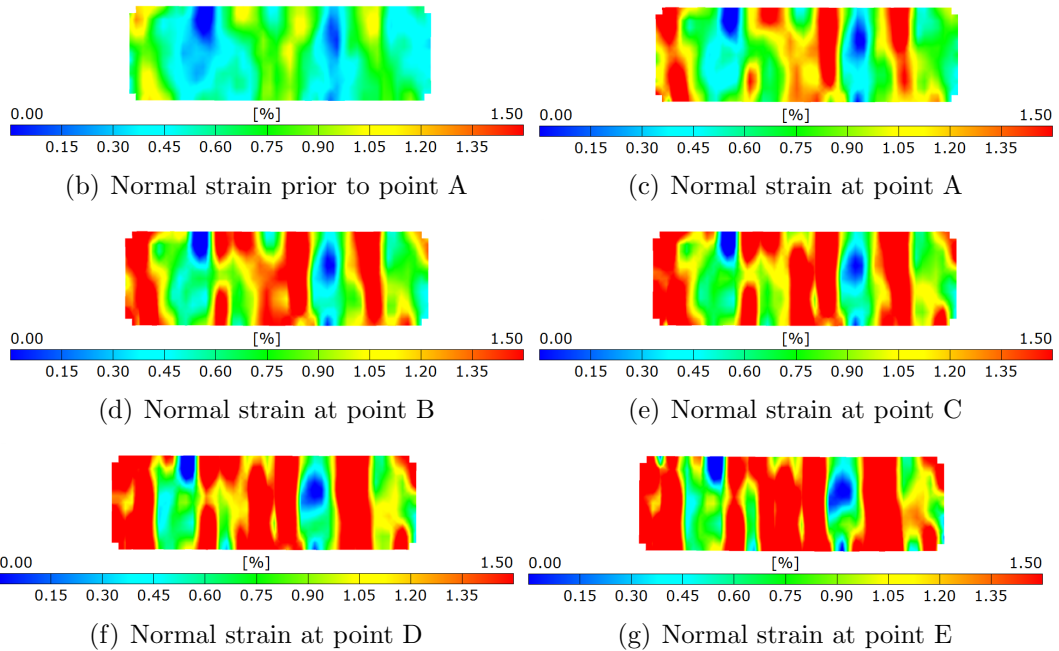 0.00 [%] 1.50
0.15 0.30 0.45 0.60 0.75 0.90 1.05 1.20 1.35
(b) Normal strain prior to point A
0.00 [%] 1.50
0.15 0.30 0.45 0.60 0.75 0.90 1.05 1.20 1.35
(c) Normal strain at point A
0.00 [%] 1.50
0.15 0.30 0.45 0.60 0.75 0.90 1.05 1.20 1.35
(d) Normal strain at point B
0.00 [%] 1.50
0.15 0.30 0.45 0.60 0.75 0.90 1.05 1.20 1.35
(e) Normal strain at point C
0.00 [%] 1.50
0.15 0.30 0.45 0.60 0.75 0.90 1.05 1.20 1.35
(f) Normal strain at point D
0.00 [%] 1.50
0.15 0.30 0.45 0.60 0.75 0.90 1.05 1.20 1.35
(g) Normal strain at point E